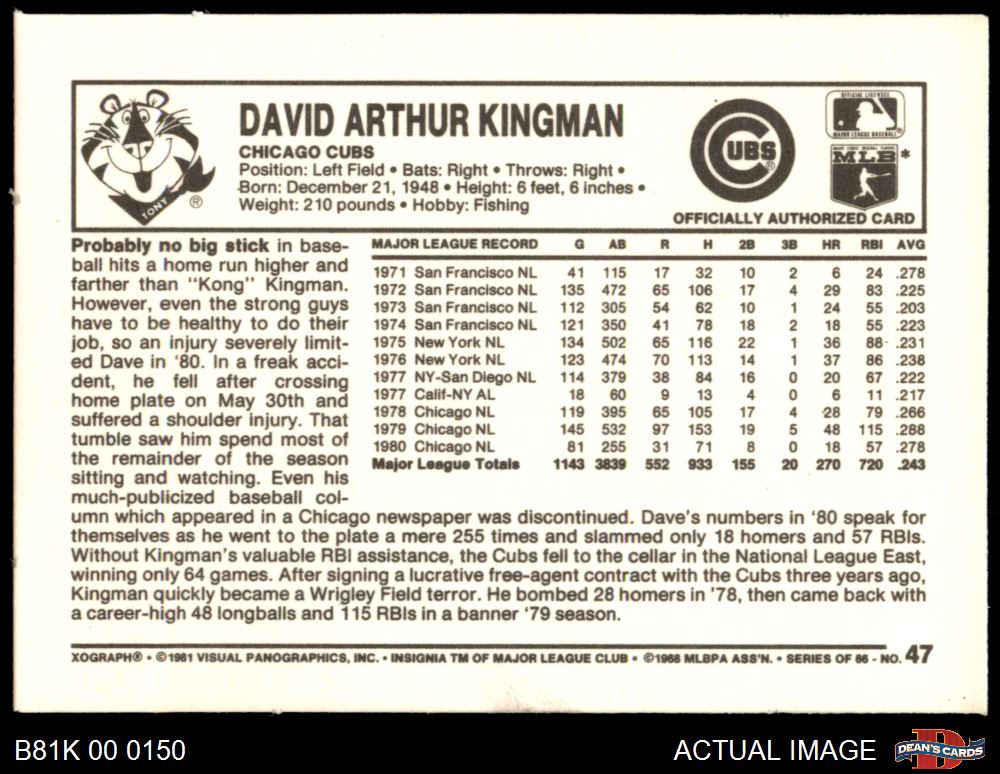 DAVID ARTHUR KINGMAN
CHICAGO CUBS
Position: Left Field • Bats: Right • Throws: Right •
Born: December 21, 1948 • Height: 6 feet, 6 inches •
Weight: 210 pounds • Hobby: Fishing
TONY ®
CUBS ®
OFFICIAL LICENSEE
MAJOR LEAGUE BASEBALL ®
MAJOR LEAGUE BASEBALL PLAYERS
MLB *
OFFICIALLY AUTHORIZED CARD
Probably no big stick in base-
ball hits a home run higher and
farther than "Kong" Kingman.
However, even the strong guys
have to be healthy to do their
job, so an injury severely limit-
ed Dave in '80. In a freak acci-
dent, he fell after crossing
home plate on May 30th and
suffered a shoulder injury. That
tumble saw him spend most of
the remainder of the season
sitting and watching. Even his
much-publicized baseball col-
umn which appeared in a Chicago newspaper was discontinued. Dave's numbers in '80 speak for
themselves as he went to the plate a mere 255 times and slammed only 18 homers and 57 RBIs.
Without Kingman's valuable RBI assistance, the Cubs fell to the cellar in the National League East,
winning only 64 games. After signing a lucrative free-agent contract with the Cubs three years ago,
Kingman quickly became a Wrigley Field terror. He bombed 28 homers in '78, then came back with
a career-high 48 longballs and 115 RBIs in a banner '79 season.
MAJOR LEAGUE RECORD G AB R H 2B 3B HR RBI AVG
1971 San Francisco NL 41 115 17 32 10 2 6 24 .278
1972 San Francisco NL 135 472 65 106 17 4 29 83 .225
1973 San Francisco NL 112 305 54 62 10 1 24 55 .203
1974 San Francisco NL 121 350 41 78 18 2 18 55 .223
1975 New York NL 134 502 65 116 22 1 36 88 .231
1976 New York NL 123 474 70 113 14 1 37 86 .238
1977 NY-San Diego NL 114 379 38 84 16 0 20 67 .222
1977 Calif-NY AL 18 60 9 13 4 0 6 11 .217
1978 Chicago NL 119 395 65 105 17 4 28 79 .266
1979 Chicago NL 145 532 97 153 19 5 48 115 .288
1980 Chicago NL 81 255 31 71 8 0 18 57 .278
Major League Totals 1143 3839 552 933 155 20 270 720 .243
XOGRAPH® • ©1981 VISUAL PANOGRAPHICS, INC. • INSIGNIA TM OF MAJOR LEAGUE CLUB • ©1968 MLBPA ASS'N. • SERIES OF 66 - NO. 47
B81K 00 0150
ACTUAL IMAGE
DEAN'S CARDS